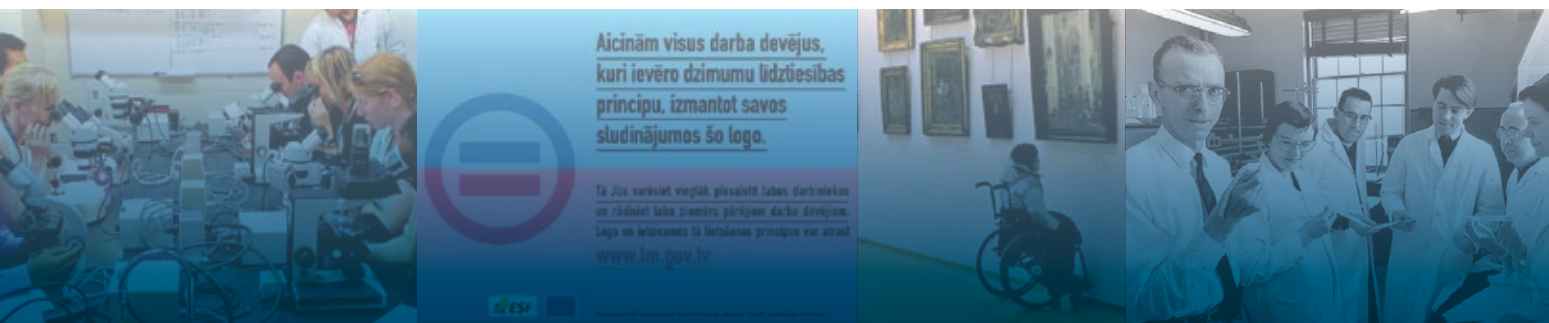 Aicinām visus darba devējus,
kuri ievēro dzimumu līdztiesības
principu, izmantot savos
sludinājumos šo logo.
Tā Jūs varēsiet vieglāk piesaistīt labus darbiniekus
un rādīsiet labu piemēru pārējiem darba devējiem.
Logo un ieteicamos tā lietošanas principus var atrast
www.lm.gov.lv
ESF